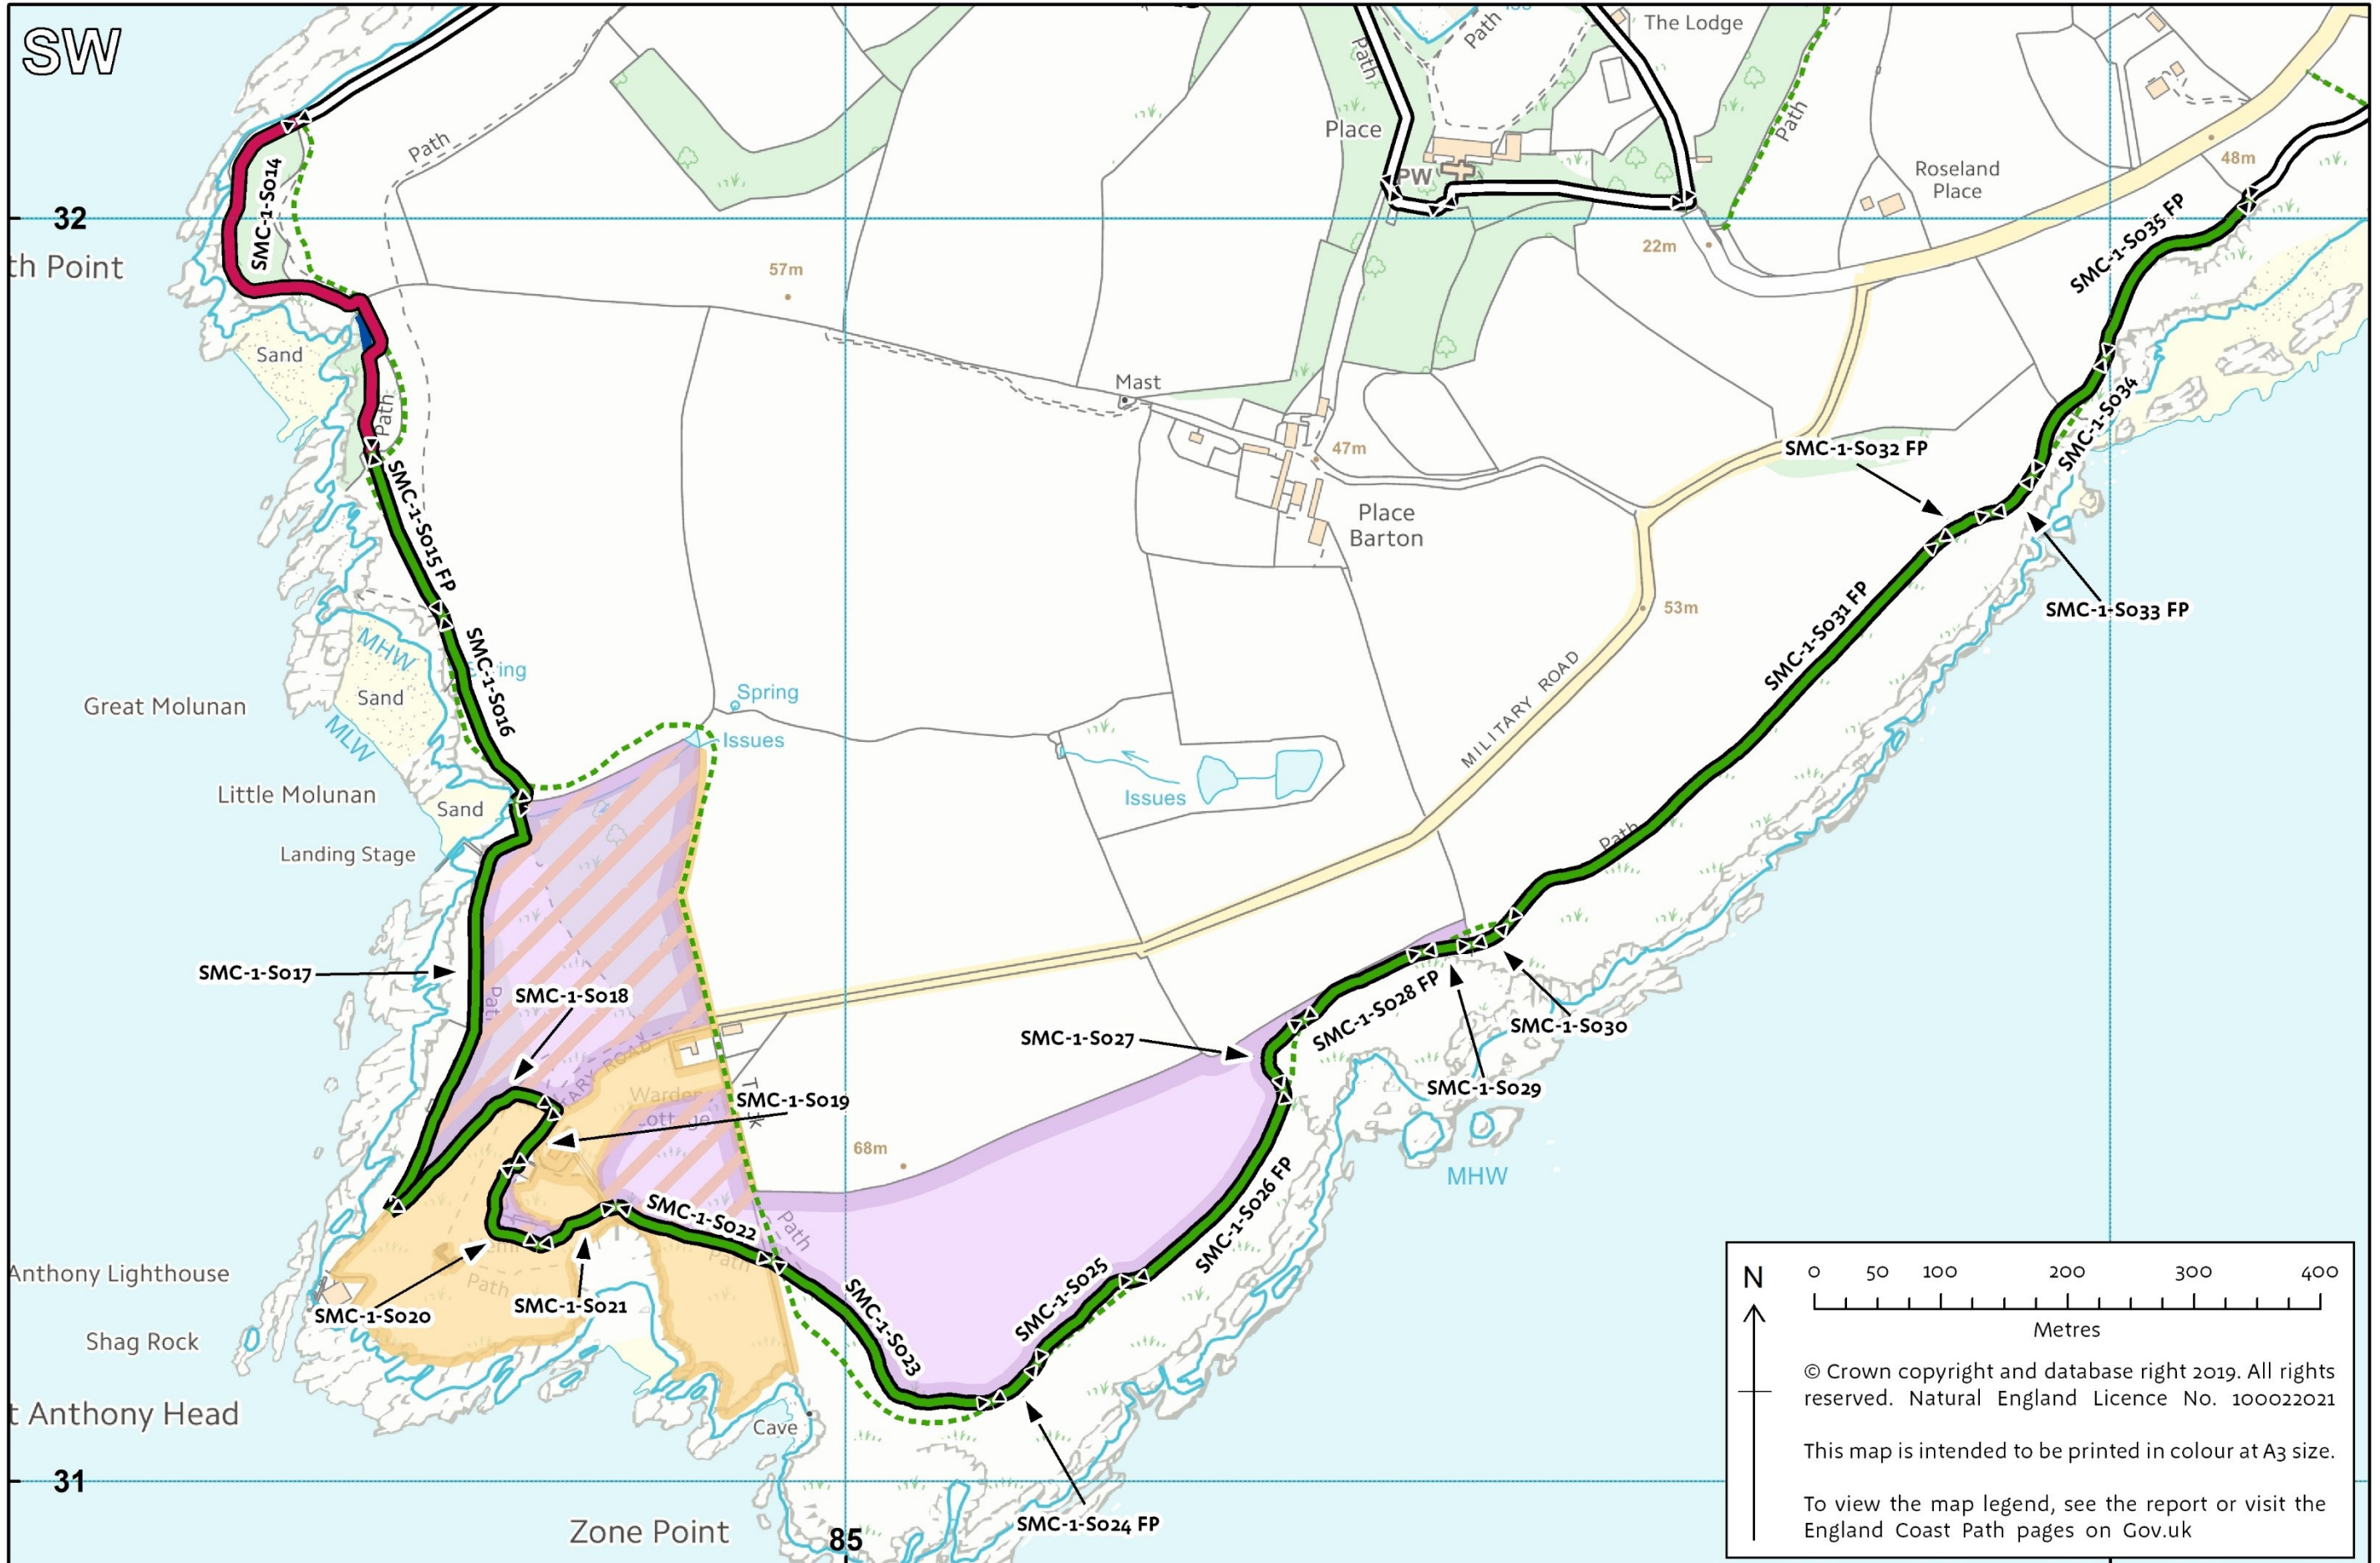 SW
The Lodge
Path
Path
Path
Path
Place
PW
SMC-1-S014
32
th Point
57m
22m
Roseland
Place
48m
SMC-1-S035 FP
Sand
Mast
Path
47m
SMC-1-S034
SMC-1-S032 FP
Place
Barton
SMC-1-S015 FP
SMC-1-S033 FP
53m
SMC-1-S031 FP
MHW
SMC-1-S016
ing
Sand
Great Molunan
MLW
Spring
Issues
MILITARY ROAD
Little Molunan
Sand
Issues
Landing Stage
Path
SMC-1-S017
SMC-1-S018
SMC-1-S028 FP
SMC-1-S030
SMC-1-S027
SMC-1-S029
SMC-1-S019
68m
MHW
SMC-1-S022
Path
Path
SMC-1-S026 FP
Anthony Lighthouse
Path
SMC-1-S020
SMC-1-S021
SMC-1-S023
SMC-1-S025
Shag Rock
t Anthony Head
Cave
31
Zone Point
85
SMC-1-S024 FP
N
0 50 100 200 300 400
Metres
© Crown copyright and database right 2019. All rights
reserved. Natural England Licence No. 100022021
This map is intended to be printed in colour at A3 size.
To view the map legend, see the report or visit the
England Coast Path pages on Gov.uk